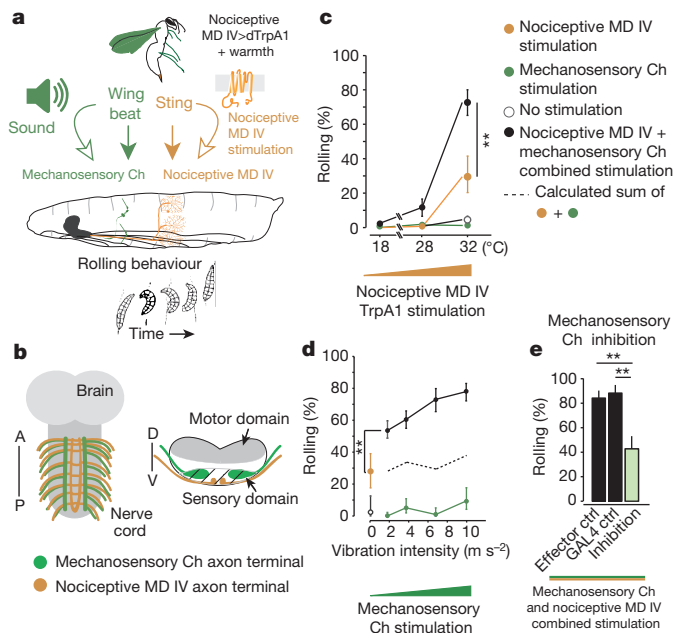 a
Nociceptive
MD IV>dTrpA1
+ warmth
Sound
Wing
beat
Sting
Nociceptive
MD IV
stimulation
Mechanosensory Ch
Nociceptive MD IV
Rolling behaviour
Time
b
Brain
A
P
Nerve
cord
D
V
Motor domain
Sensory domain
Mechanosensory Ch axon terminal
Nociceptive MD IV axon terminal
c
Rolling (%)
100
80
60
40
20
0
**
18
28
32
(°C)
Nociceptive MD IV
TrpA1 stimulation
Nociceptive MD IV
stimulation
Mechanosensory Ch
stimulation
No stimulation
Nociceptive MD IV +
mechanosensory Ch
combined stimulation
Calculated sum of
+
d
Rolling (%)
100
80
60
40
20
0
**
0 2 4 6 8 10
Vibration intensity (m s⁻²)
Mechanosensory
Ch stimulation
e
Mechanosensory
Ch inhibition
**
**
Rolling (%)
100
80
60
40
20
0
Effector ctrl
GAL4 ctrl
Inhibition
Mechanosensory Ch
and nociceptive MD IV
combined stimulation